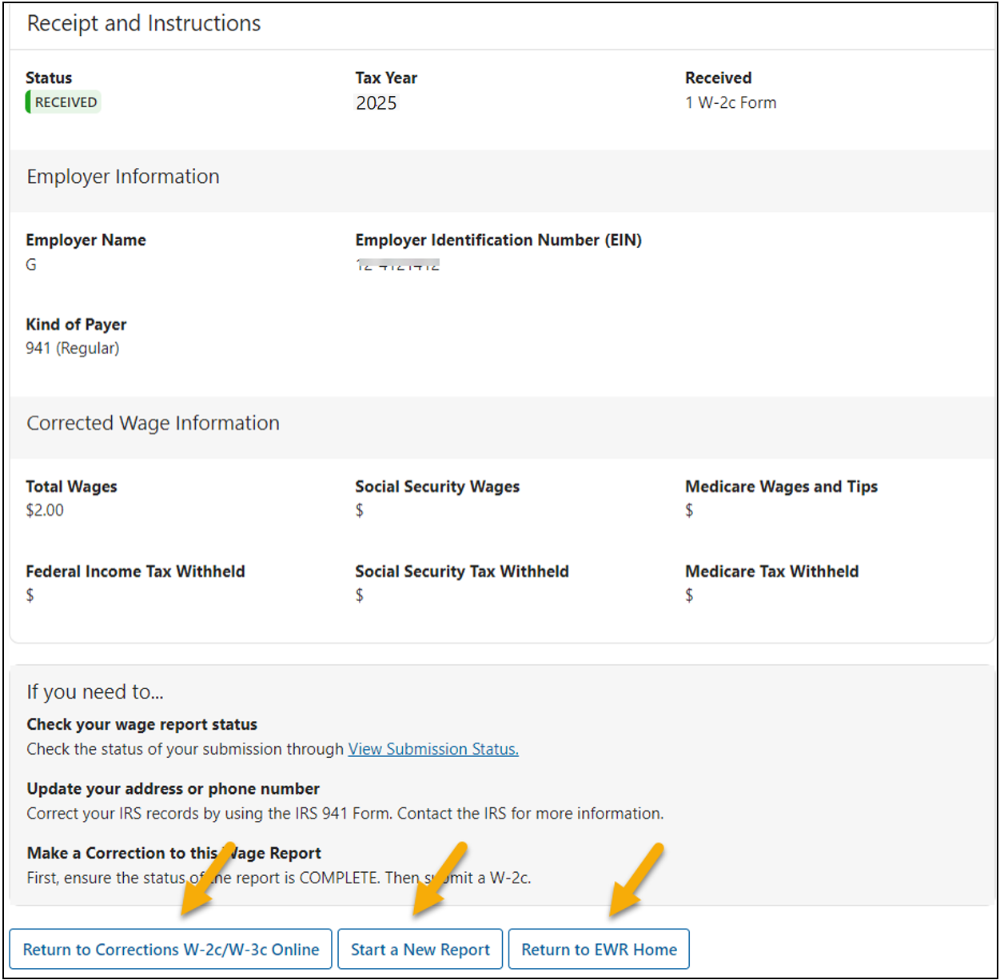 Receipt and Instructions
Status Tax Year Received
RECEIVED 2025 1 W-2c Form
Employer Information
Employer Name Employer Identification Number (EIN)
G
Kind of Payer
941 (Regular)
Corrected Wage Information
Total Wages Social Security Wages Medicare Wages and Tips
$2.00 $ $
Federal Income Tax Withheld Social Security Tax Withheld Medicare Tax Withheld
$ $ $
If you need to...
Check your wage report status
Check the status of your submission through View Submission Status.
Update your address or phone number
Correct your IRS records by using the IRS 941 Form. Contact the IRS for more information.
Make a Correction to this Wage Report
First, ensure the status of the report is COMPLETE. Then submit a W-2c.
Return to Corrections W-2c/W-3c Online Start a New Report Return to EWR Home